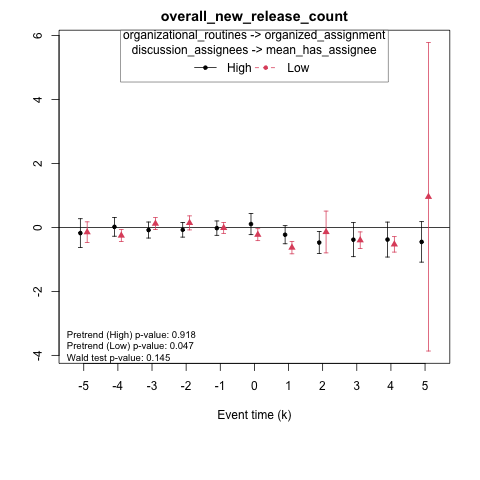 overall_new_release_count
organizational_routines -> organized_assignment
discussion_assignees -> mean_has_assignee
High Low
6
4
2
0
-2
-4
Pretrend (High) p-value: 0.918
Pretrend (Low) p-value: 0.047
Wald test p-value: 0.145
-5 -4 -3 -2 -1 0 1 2 3 4 5
Event time (k)